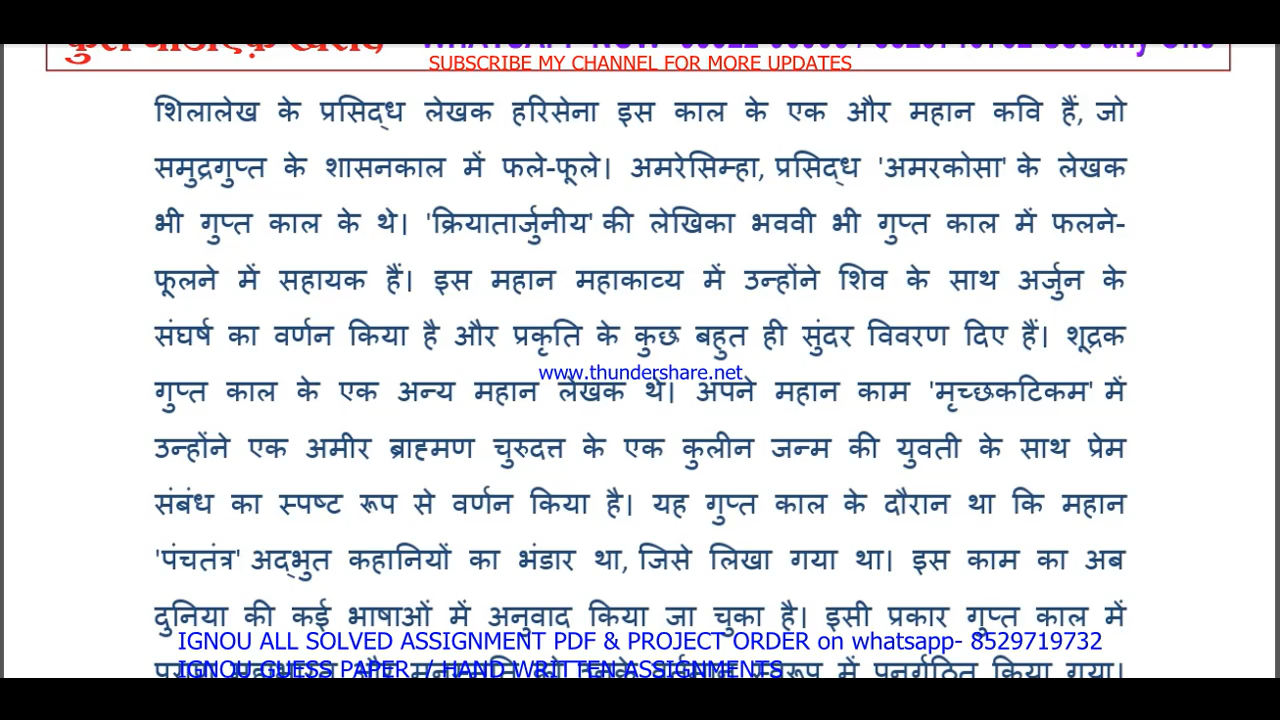 SUBSCRIBE MY CHANNEL FOR MORE UPDATES
शिलालेख के प्रसिद्ध लेखक हरिसेना इस काल के एक और महान कवि हैं, जो
समुद्रगुप्त के शासनकाल में फले-फूले। अमरेसिम्हा, प्रसिद्ध 'अमरकोसा' के लेखक
भी गुप्त काल के थे। 'क्रियातार्जुनीय' की लेखिका भववी भी गुप्त काल में फलने-
फूलने में सहायक हैं। इस महान महाकाव्य में उन्होंने शिव के साथ अर्जुन के
संघर्ष का वर्णन किया है और प्रकृति के कुछ बहुत ही सुंदर विवरण दिए हैं। शूद्रक
www.thundershare.net
गुप्त काल के एक अन्य महान लेखक थे। अपने महान काम 'मृच्छकटिकम' में
उन्होंने एक अमीर ब्राह्मण चुरुदत्त के एक कुलीन जन्म की युवती के साथ प्रेम
संबंध का स्पष्ट रूप से वर्णन किया है। यह गुप्त काल के दौरान था कि महान
'पंचतंत्र' अद्भुत कहानियों का भंडार था, जिसे लिखा गया था। इस काम का अब
दुनिया की कई भाषाओं में अनुवाद किया जा चुका है। इसी प्रकार गुप्त काल में
IGNOU ALL SOLVED ASSIGNMENT PDF & PROJECT ORDER on whatsapp- 8529719732
IGNOU GUESS PAPER / HAND WRITTEN ASSIGNMENTS
में पुनर्गठित किया गया।